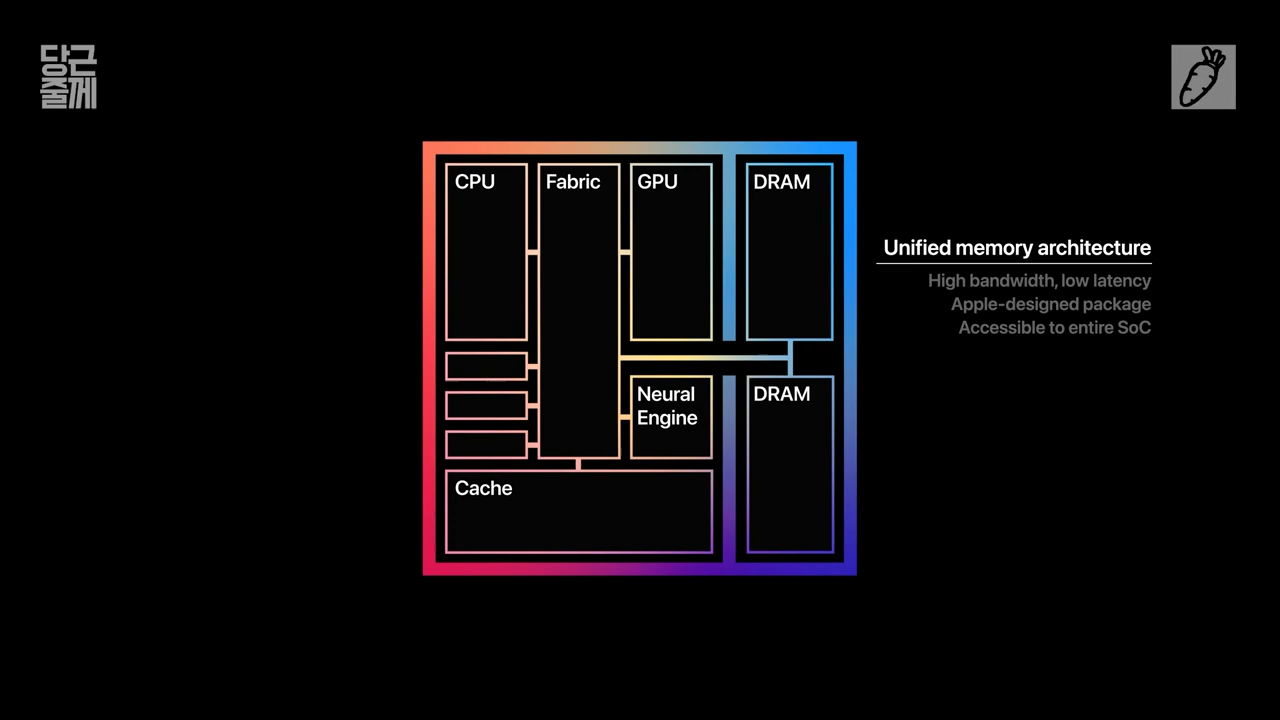 당근
줄께
CPU
Fabric
GPU
DRAM
Unified memory architecture
High bandwidth, low latency
Apple-designed package
Accessible to entire SoC
Neural
Engine
DRAM
Cache